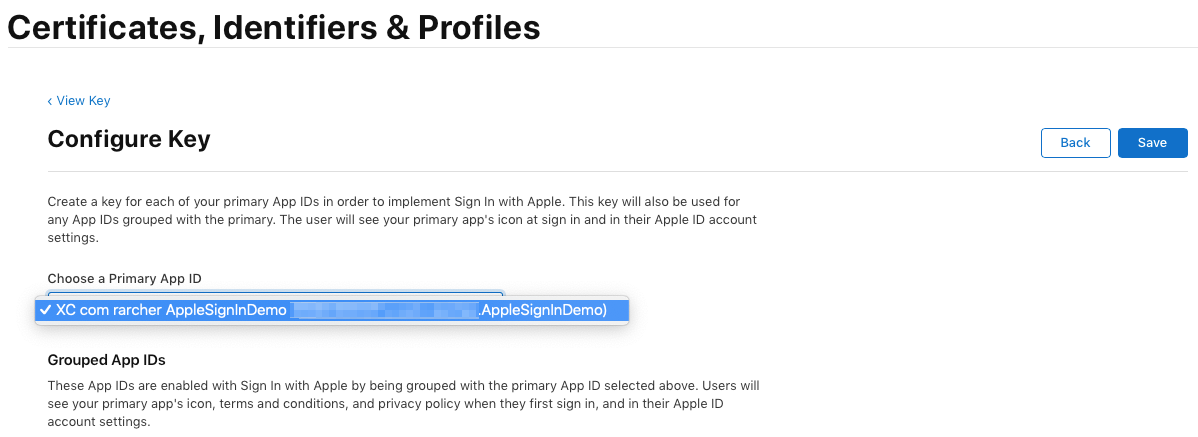 Certificates, Identifiers & Profiles
‹ View Key
Configure Key
Back
Save
Create a key for each of your primary App IDs in order to implement Sign In with Apple. This key will also be used for
any App IDs grouped with the primary. The user will see your primary app's icon at sign in and in their Apple ID account
settings.
Choose a Primary App ID
✓ XC com rarcher AppleSignInDemo .AppleSignInDemo)
Grouped App IDs
These App IDs are enabled with Sign In with Apple by being grouped with the primary App ID selected above. Users will
see your primary app's icon, terms and conditions, and privacy policy when they first sign in, and in their Apple ID
account settings.